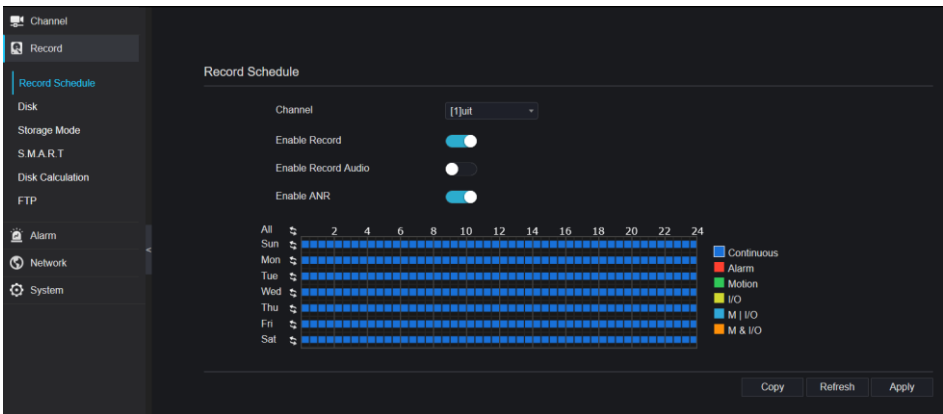 Channel
Record
Record Schedule
Disk
Storage Mode
S.M.A.R.T
Disk Calculation
FTP
Alarm
Network
System
<
Record Schedule
Channel [1]uit
Enable Record
Enable Record Audio
Enable ANR
All 2 4 6 8 10 12 14 16 18 20 22 24
Sun
Mon
Tue
Wed
Thu
Fri
Sat
Continuous
Alarm
Motion
I/O
M | I/O
M & I/O
Copy Refresh Apply